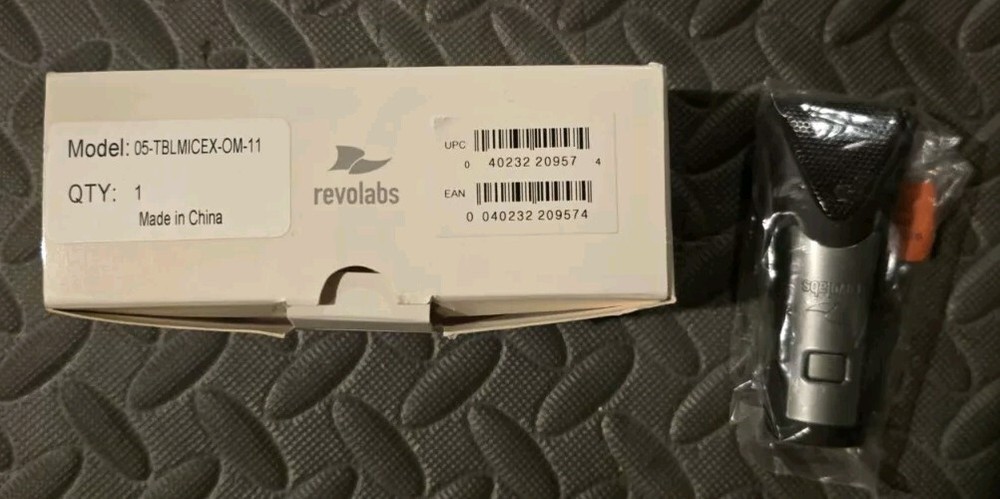 Model: 05-TBLMICEX-OM-11
QTY: 1
Made in China
revolabs
UPC
0 40232 20957 4
EAN
0 040232 209574
revolabs